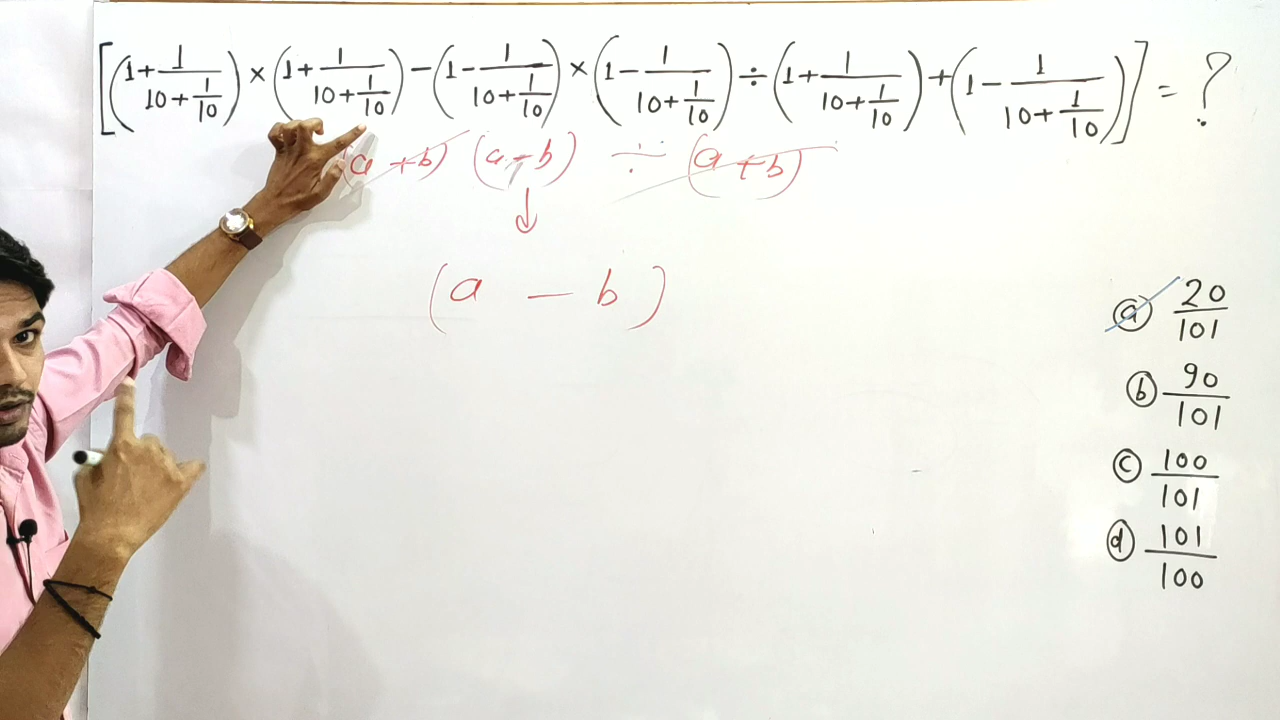 [(1+1/(10+1/10)) × (1+1/(10+1/10)) − (1−1/(10+1/10)) × (1−1/(10+1/10)) ÷ (1+1/(10+1/10)) + (1−1/(10+1/10))] = ?
(a+b) (a−b) ÷ (a+b)
↓
(a − b)
(a) 20/101
(b) 90/101
(c) 100/101
(d) 101/100